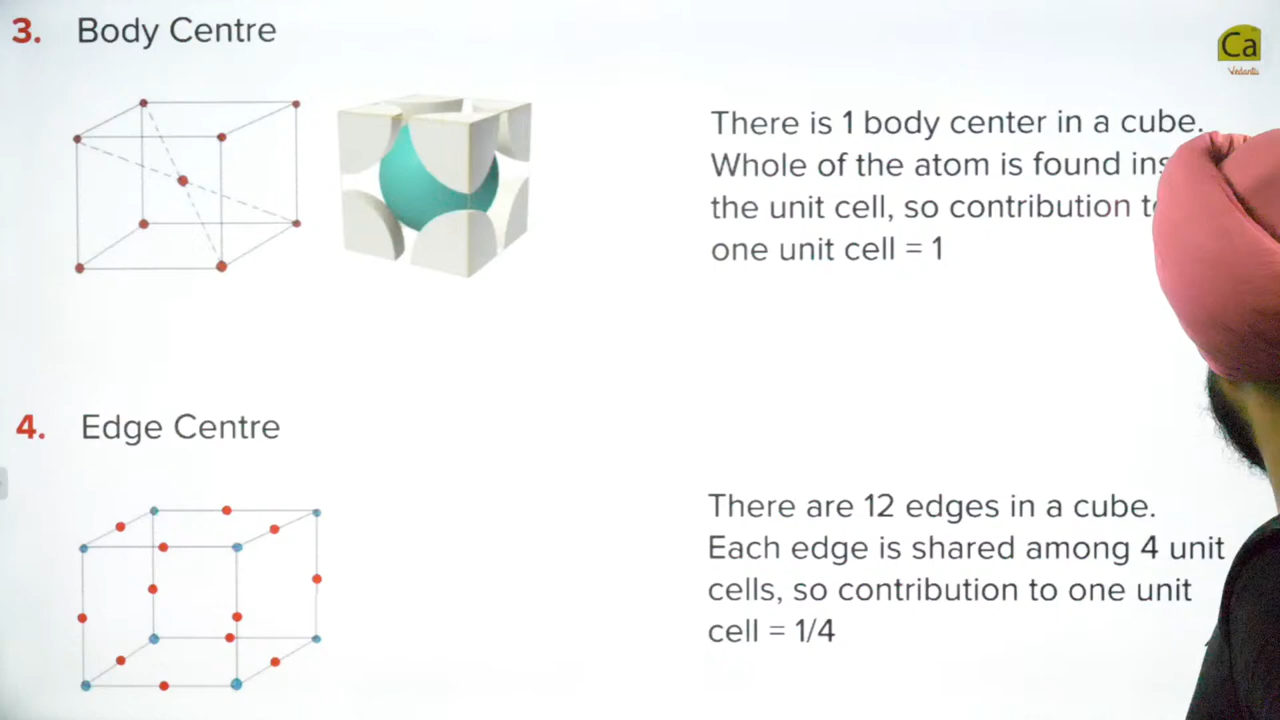 3. Body Centre
Ca
Vedantu
There is 1 body center in a cube.
Whole of the atom is found
the unit cell, so contribution
one unit cell = 1
4. Edge Centre
There are 12 edges in a cube.
Each edge is shared among 4 unit
cells, so contribution to one unit
cell = 1/4